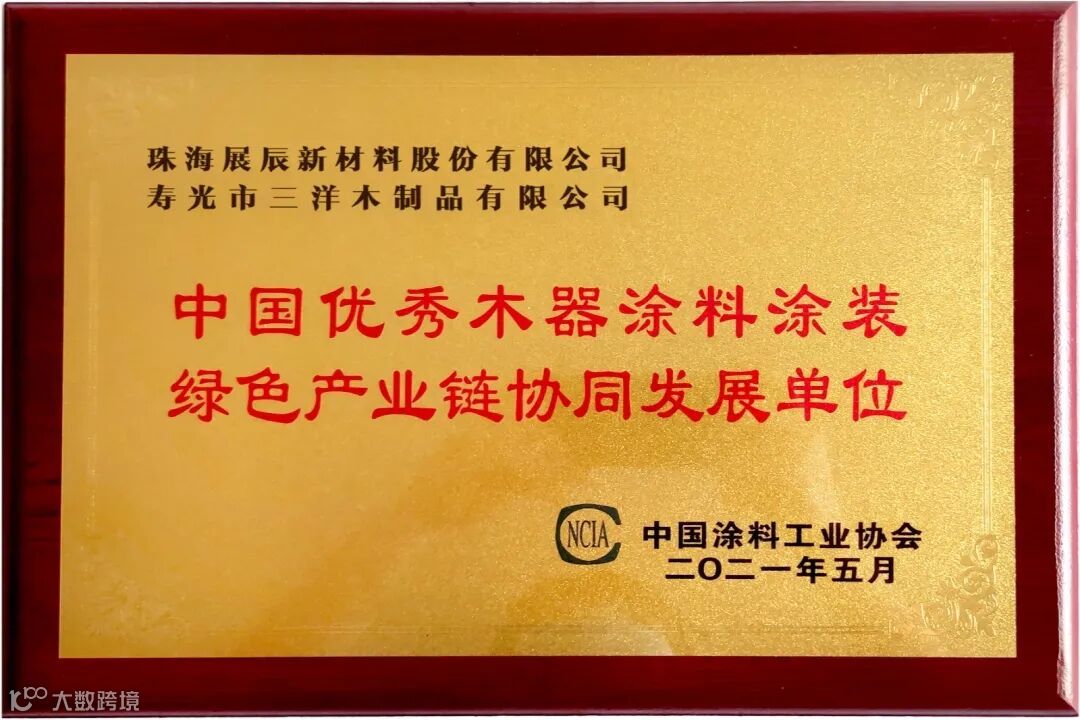 珠海展辰新材料股份有限公司
寿光市三洋木制品有限公司
中国优秀木器涂料涂装
绿色产业链协同发展单位
NCIA 中国涂料工业协会
二〇二一年五月
大数跨境